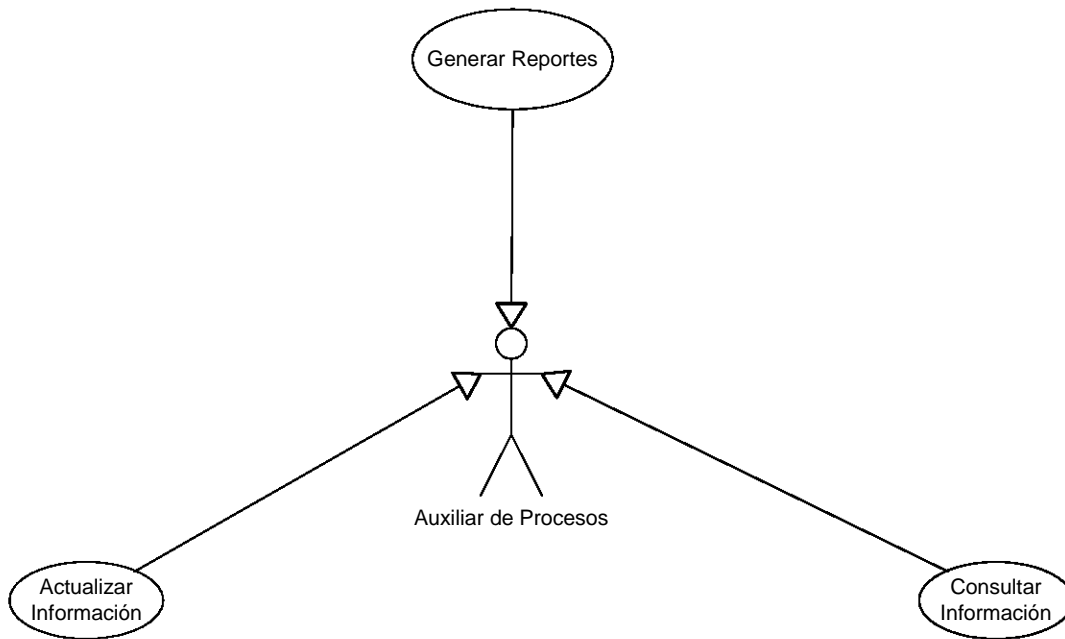 Generar Reportes
Auxiliar de Procesos
Actualizar
Información
Consultar
Información